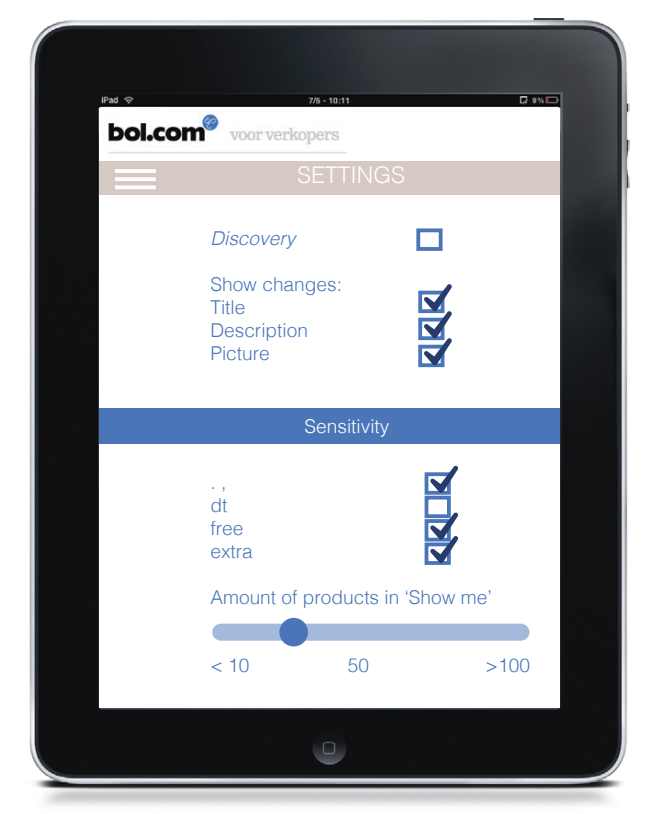 iPad 7/5 - 10:11 9%
bol.com go voor verkopers
SETTINGS
Discovery
Show changes:
Title
Description
Picture
Sensitivity
. ,
dt
free
extra
Amount of products in ‘Show me’
< 10 50 >100